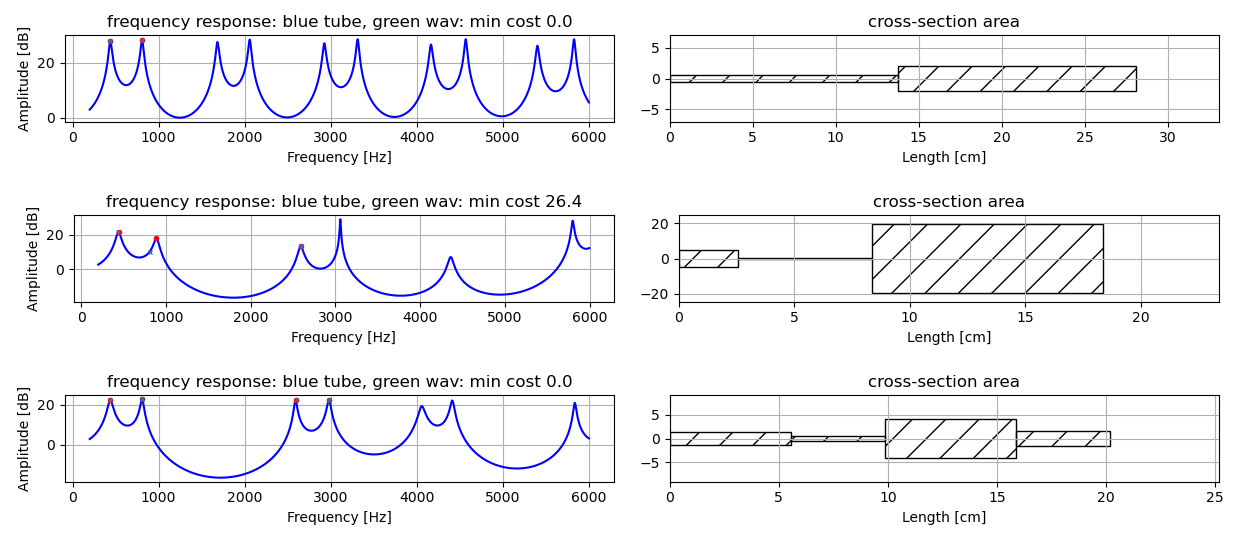 frequency response: blue tube, green wav: min cost 0.0
cross-section area
Amplitude [dB]
20
0
0 1000 2000 3000 4000 5000 6000
Frequency [Hz]
5
0
−5
0 5 10 15 20 25 30
Length [cm]
frequency response: blue tube, green wav: min cost 26.4
cross-section area
Amplitude [dB]
20
0
0 1000 2000 3000 4000 5000 6000
Frequency [Hz]
20
0
−20
0 5 10 15 20
Length [cm]
frequency response: blue tube, green wav: min cost 0.0
cross-section area
Amplitude [dB]
20
0
0 1000 2000 3000 4000 5000 6000
Frequency [Hz]
5
0
−5
0 5 10 15 20 25
Length [cm]